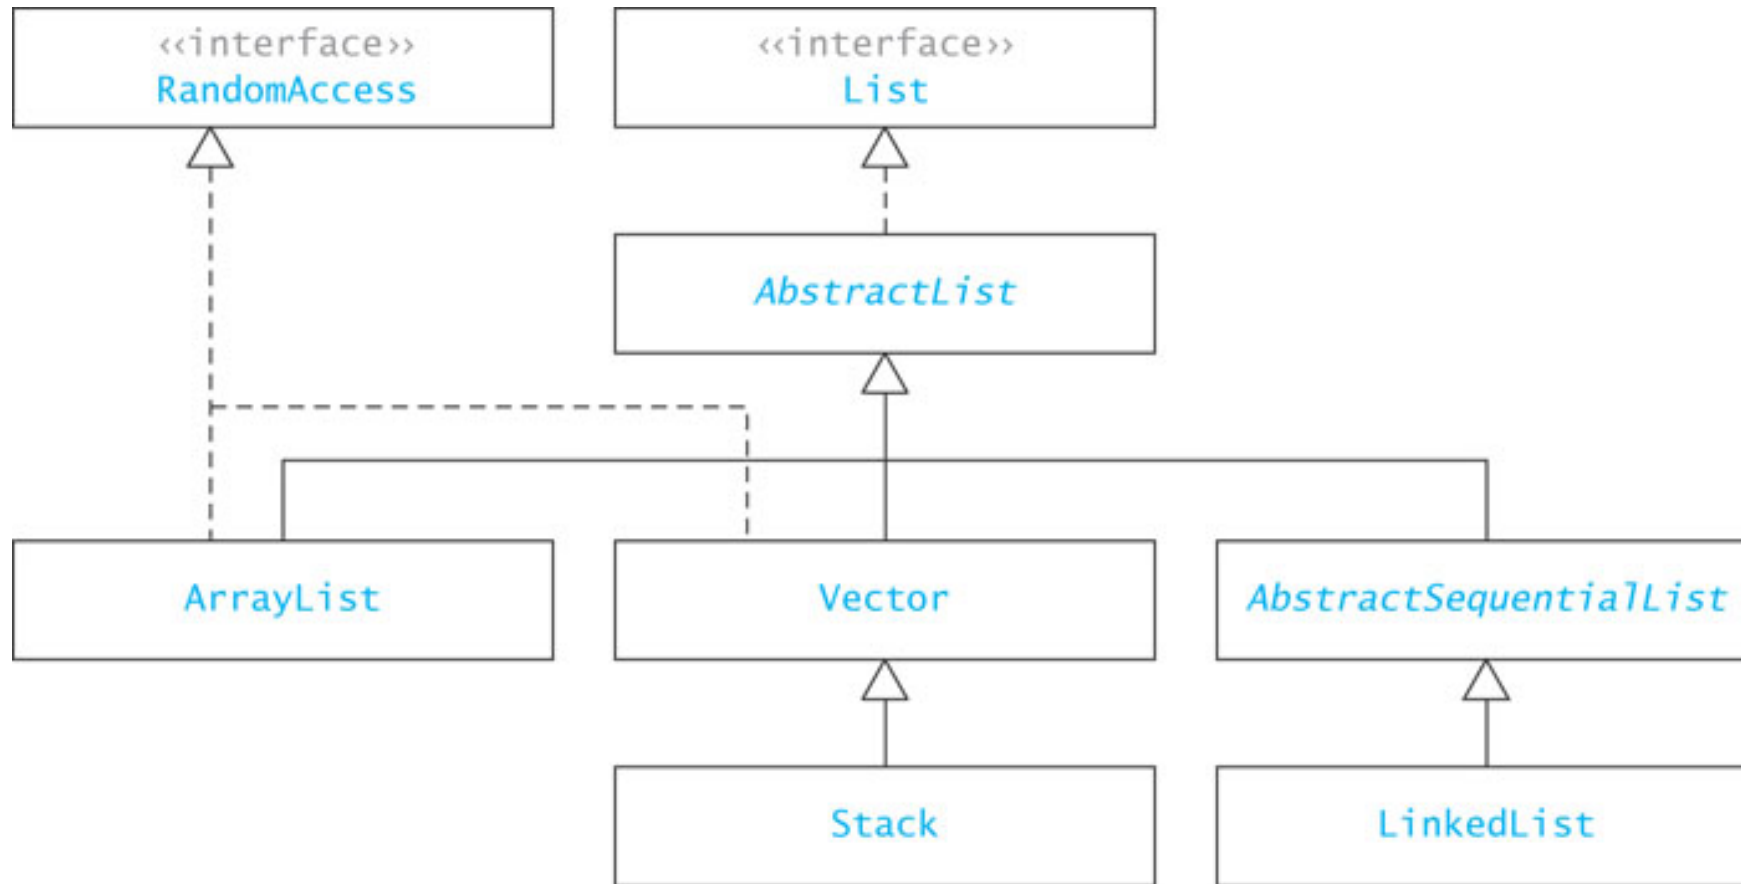 ‹‹interface›› 
RandomAccess
‹‹interface›› 
List
AbstractList
ArrayList
Vector
AbstractSequentialList
Stack
LinkedList